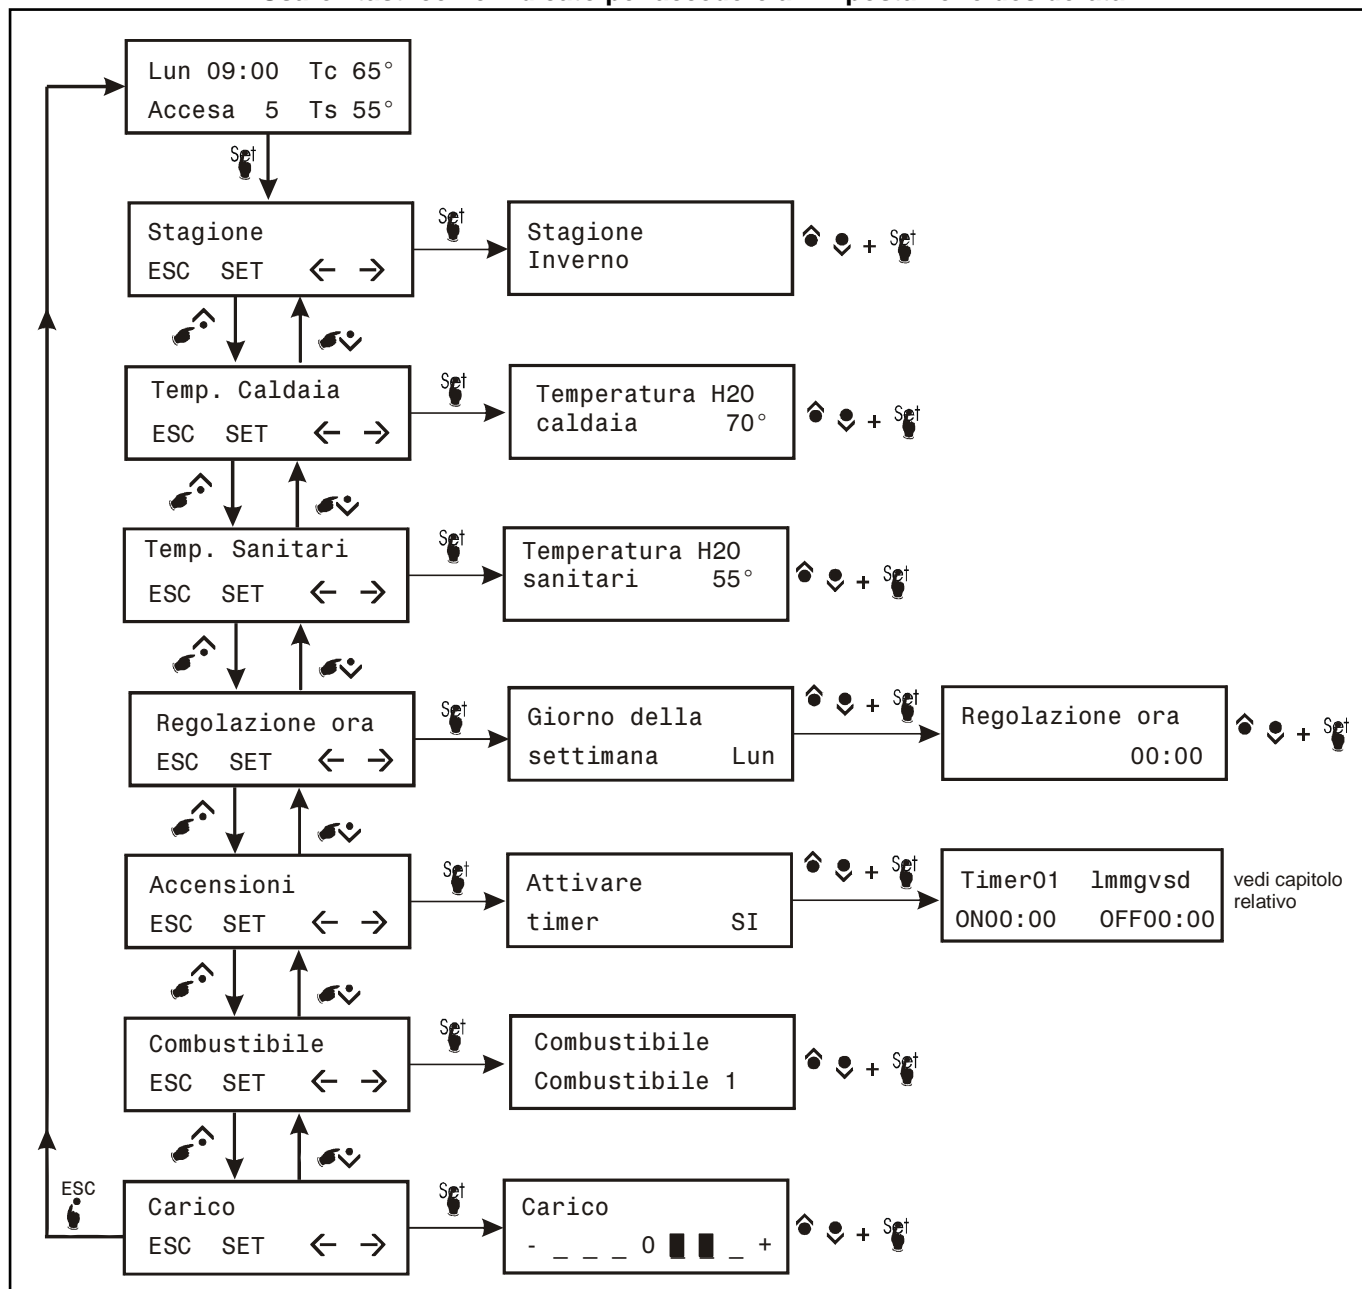 Lun 09:00 Tc 65°
Accesa 5 Ts 55°
Set
Stagione
ESC SET ← →
Set
Stagione
Inverno
+ Set
Temp. Caldaia
ESC SET ← →
Set
Temperatura H2O
caldaia 70°
+ Set
Temp. Sanitari
ESC SET ← →
Set
Temperatura H2O
sanitari 55°
+ Set
Regolazione ora
ESC SET ← →
Set
Giorno della
settimana Lun
+ Set
Regolazione ora
00:00
+ Set
Accensioni
ESC SET ← →
Set
Attivare
timer SI
+ Set
Timer01 lmmgvsd
ON00:00 OFF00:00
vedi capitolo
relativo
Combustibile
ESC SET ← →
Set
Combustibile
Combustibile 1
+ Set
ESC
Carico
ESC SET ← →
Set
Carico
- _ _ _ 0 █ █ _ +
+ Set